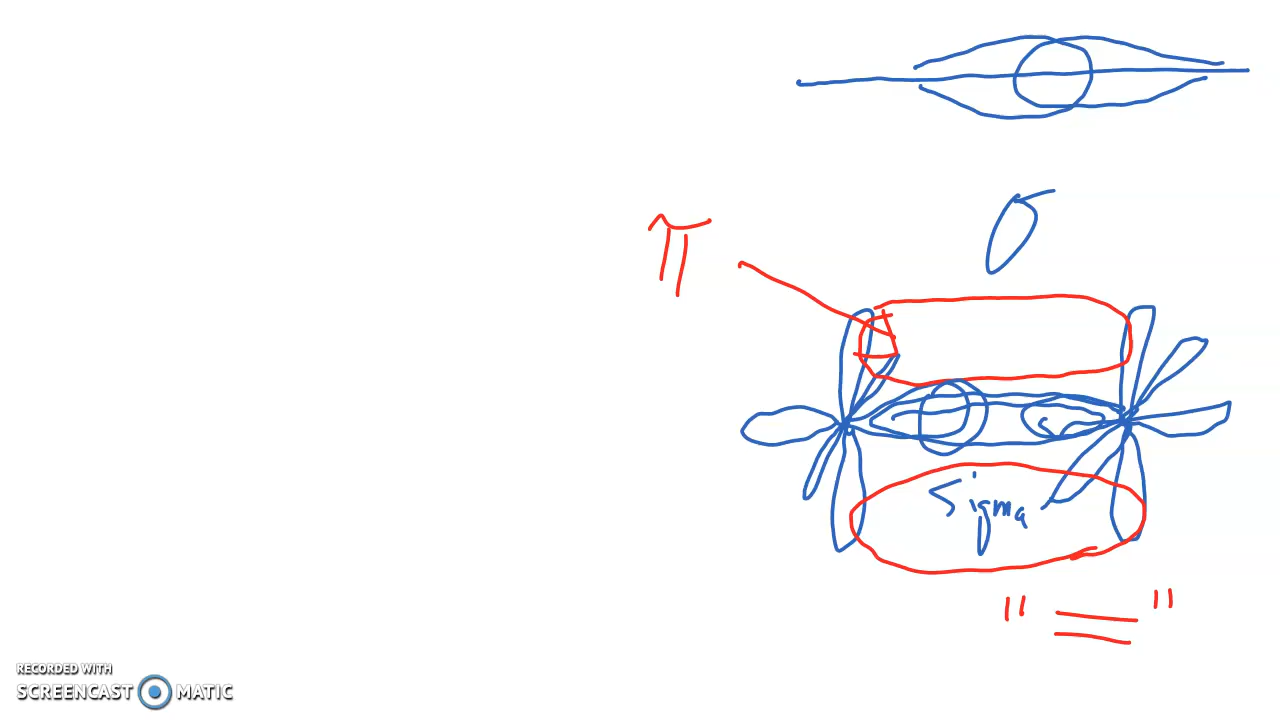 σ
π
Sigma
" = "
RECORDED WITH
SCREENCAST MATIC